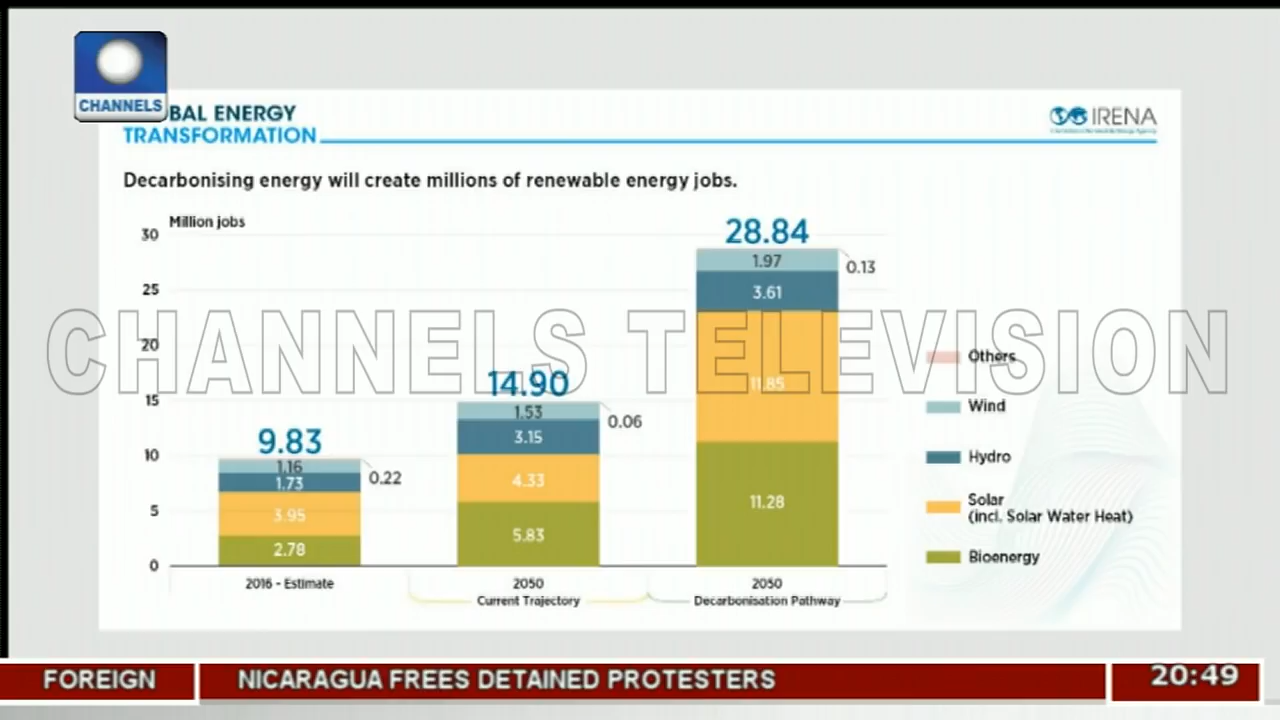 CHANNELS
BAL ENERGY
TRANSFORMATION
IRENA
Decarbonising energy will create millions of renewable energy jobs.
Million jobs
30
25
20
15
10
5
0
9.83
1.16
1.73
3.95
2.78
0.22
14.90
1.53
3.15
4.33
5.83
0.06
28.84
1.97
3.61
11.85
11.28
0.13
2016 - Estimate
2050
Current Trajectory
2050
Decarbonisation Pathway
Others
Wind
Hydro
Solar
(incl. Solar Water Heat)
Bioenergy
CHANNELS TELEVISION
FOREIGN
NICARAGUA FREES DETAINED PROTESTERS
20:49